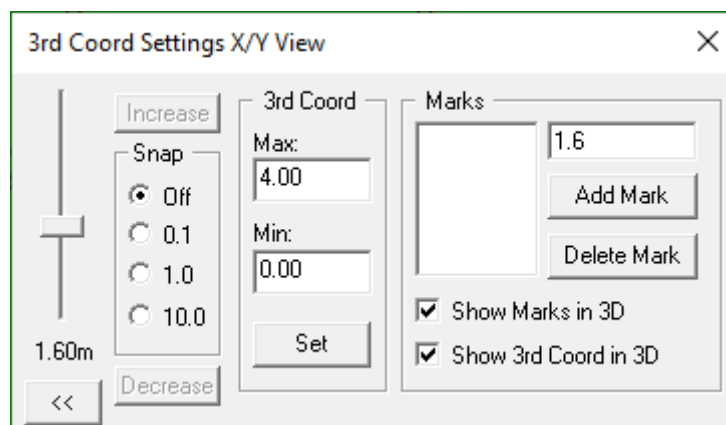 3rd Coord Settings X/Y View
Increase
Snap
Off
0.1
1.0
10.0
1.60m
Decrease
<<
3rd Coord
Max:
4.00
Min:
0.00
Set
Marks
1.6
Add Mark
Delete Mark
Show Marks in 3D
Show 3rd Coord in 3D